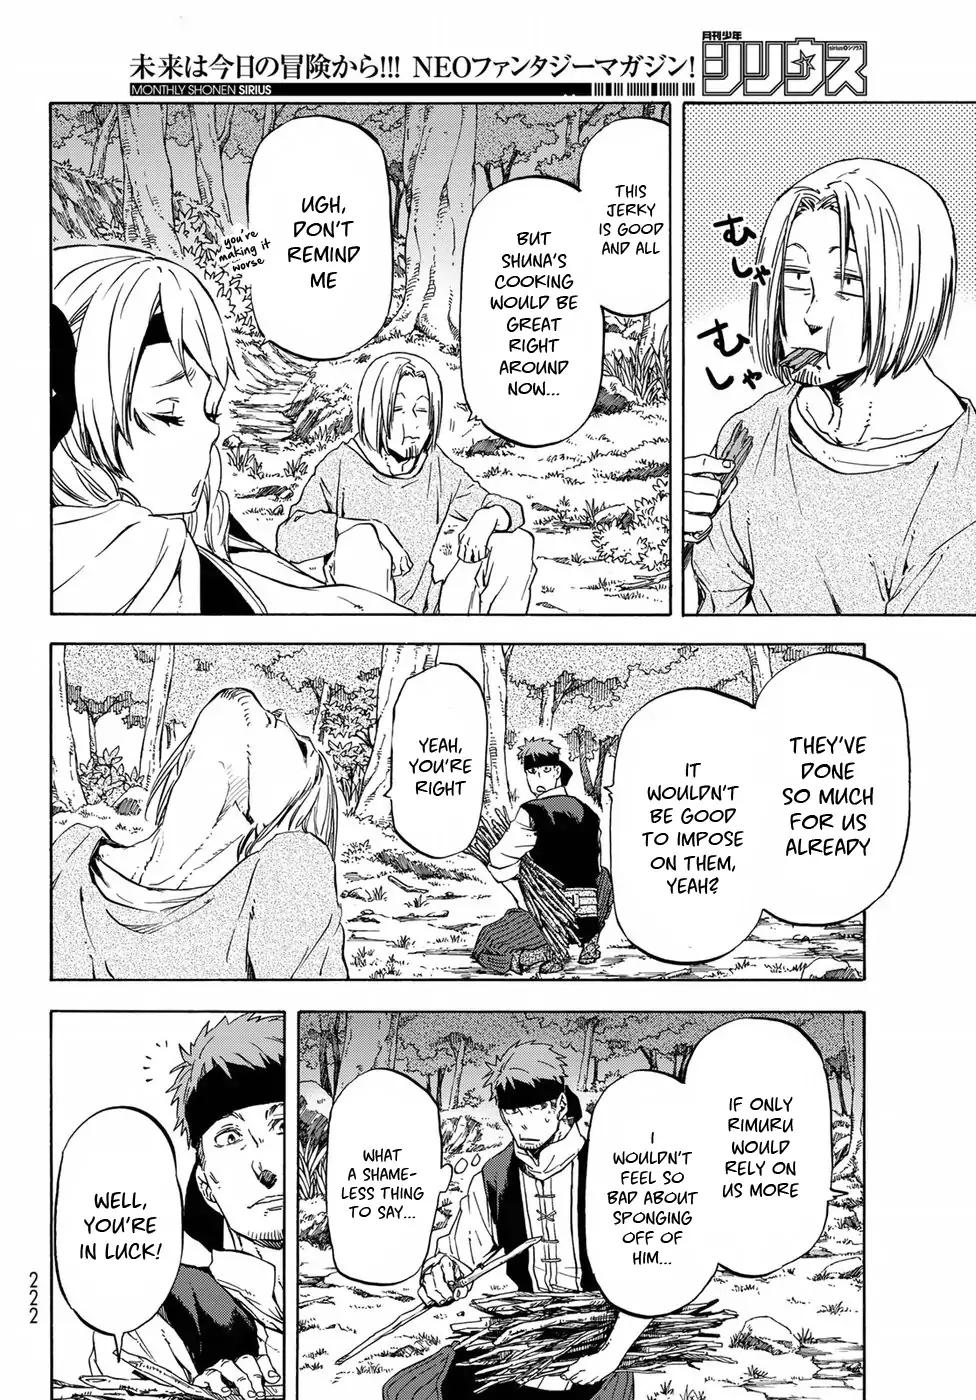 未来は今日の冒険から!!! NEOファンタジーマガジン!
MONTHLY SHONEN SIRIUS
月刊少年
シリウス
むしゃ
むしゃ
THIS
JERKY
IS GOOD
AND ALL
BUT
SHUNA'S
COOKING
WOULD BE
GREAT
RIGHT
AROUND
NOW...
UGH,
DON'T
REMIND
ME
you're
making it
worse
THEY'VE
DONE
SO MUCH
FOR US
ALREADY
IT
WOULDN'T
BE GOOD
TO IMPOSE
ON THEM,
YEAH?
YEAH,
YOU'RE
RIGHT
IF ONLY
RIMURU
WOULD
RELY ON
US MORE
I
WOULDN'T
FEEL SO
BAD ABOUT
SPONGING
OFF OF
HIM...
WHAT
A SHAME-
LESS THING
TO SAY...
WELL,
YOU'RE
IN LUCK!
222